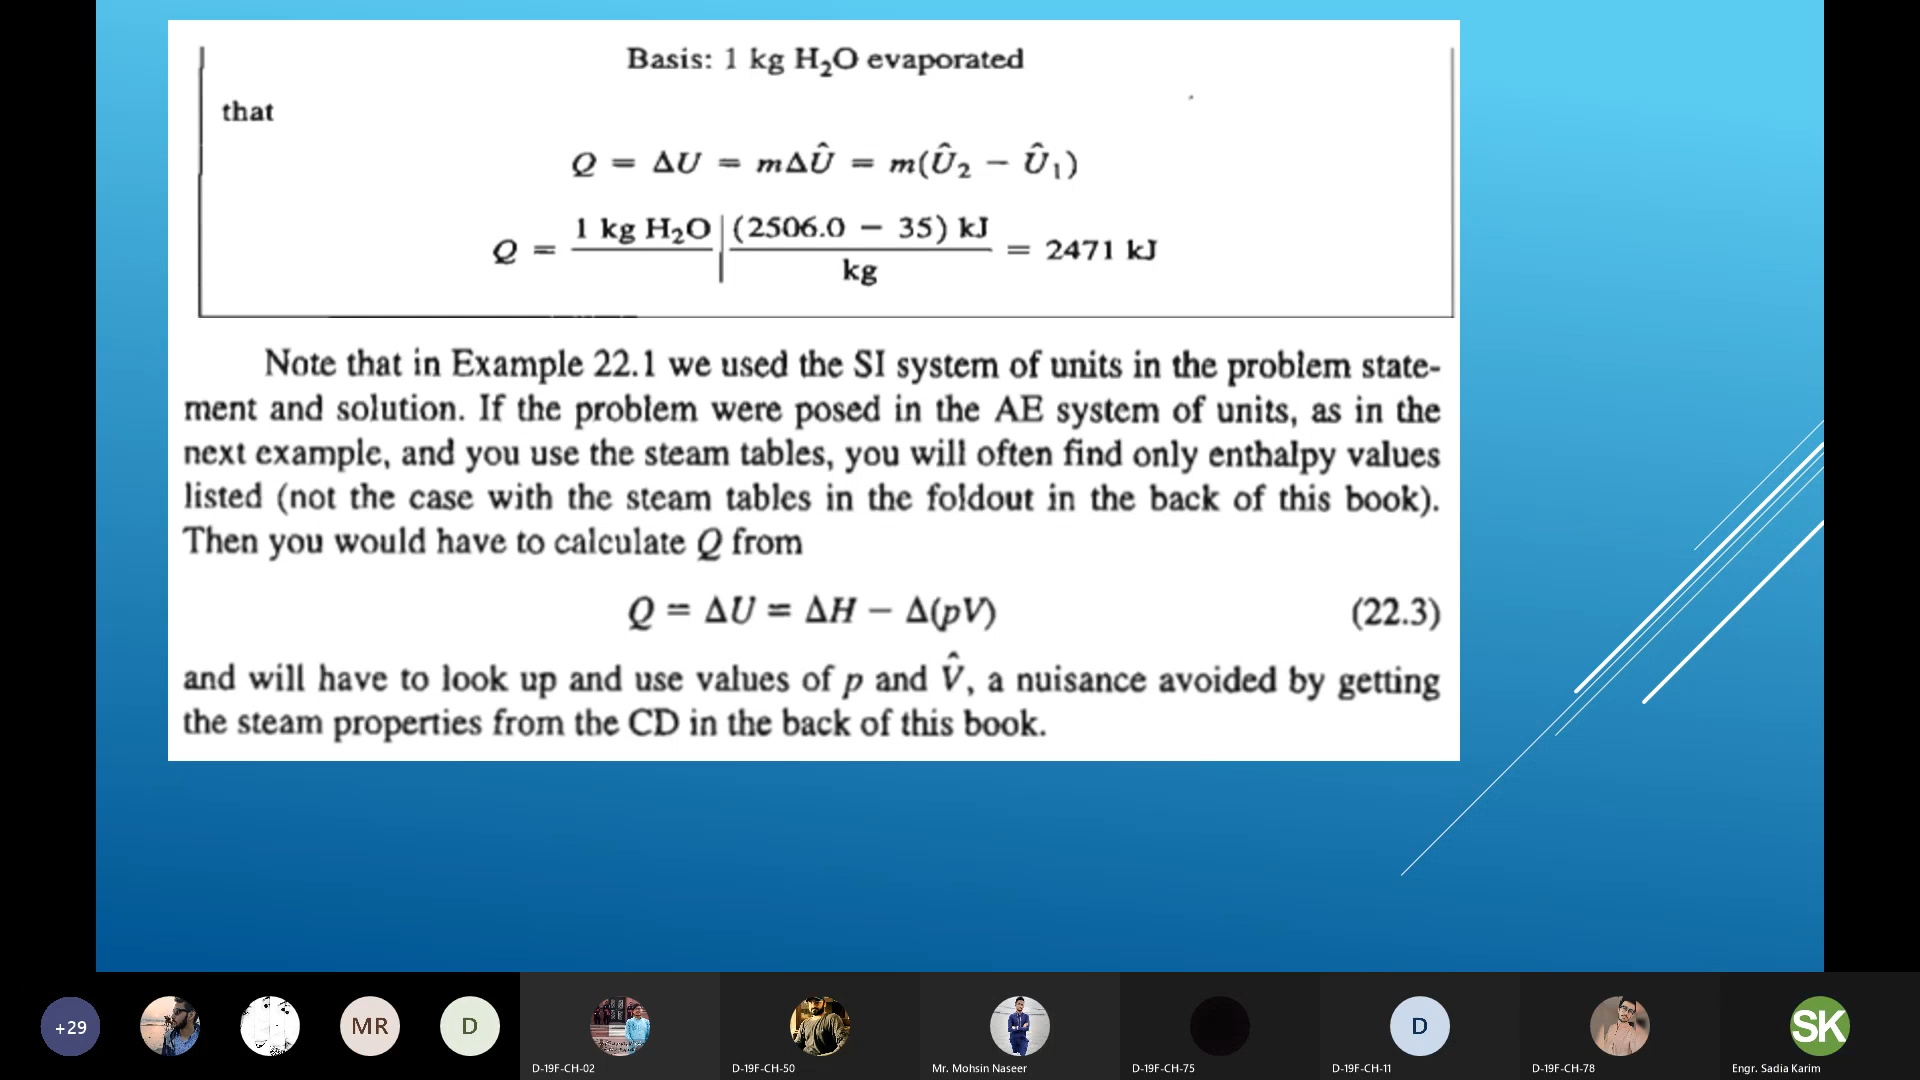 Basis: 1 kg H₂O evaporated
that
Q = ΔU = mΔÛ = m(Û₂ − Û₁)
Q = 1 kg H₂O | (2506.0 − 35) kJ / kg = 2471 kJ
Note that in Example 22.1 we used the SI system of units in the problem state-
ment and solution. If the problem were posed in the AE system of units, as in the
next example, and you use the steam tables, you will often find only enthalpy values
listed (not the case with the steam tables in the foldout in the back of this book).
Then you would have to calculate Q from
Q = ΔU = ΔH − Δ(pV) (22.3)
and will have to look up and use values of p and V̂, a nuisance avoided by getting
the steam properties from the CD in the back of this book.
+29
MR
D
D
SK
D-19F-CH-02
D-19F-CH-50
Mr. Mohsin Naseer
D-19F-CH-75
D-19F-CH-11
D-19F-CH-78
Engr. Sadia Karim